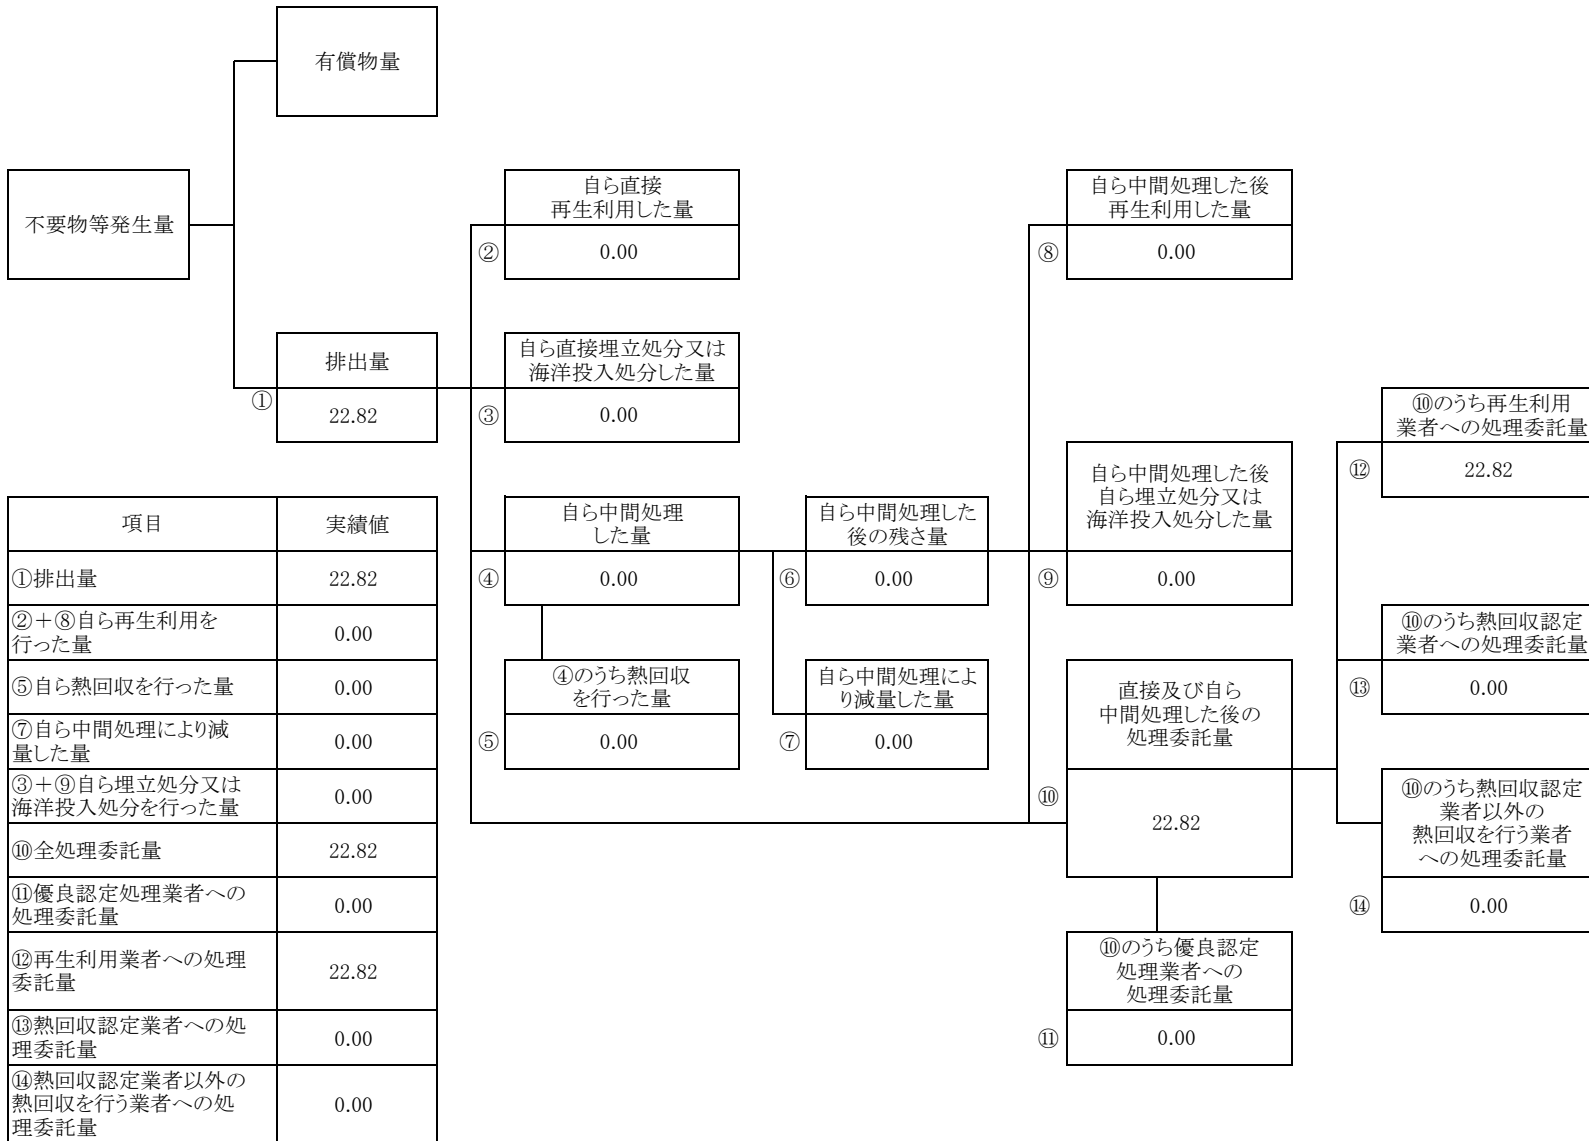 有償物量
不要物等発生量
自ら直接
再生利用した量
②
0.00
自ら中間処理した後
再生利用した量
⑧
0.00
排出量
①
22.82
自ら直接埋立処分又は
海洋投入処分した量
③
0.00
⑩のうち再生利用
業者への処理委託量
⑫
22.82
自ら中間処理
した量
④
0.00
自ら中間処理した
後の残さ量
⑥
0.00
自ら中間処理した後
自ら埋立処分又は
海洋投入処分した量
⑨
0.00
⑩のうち熱回収認定
業者への処理委託量
⑬
0.00
④のうち熱回収
を行った量
⑤
0.00
自ら中間処理によ
り減量した量
⑦
0.00
直接及び自ら
中間処理した後の
処理委託量
⑩
22.82
⑩のうち熱回収認定
業者以外の
熱回収を行う業者
への処理委託量
⑭
0.00
⑩のうち優良認定
処理業者への
処理委託量
⑪
0.00
項目 実績値
①排出量 22.82
②+⑧自ら再生利用を
行った量
0.00
⑤自ら熱回収を行った量 0.00
⑦自ら中間処理により減
量した量
0.00
③+⑨自ら埋立処分又は
海洋投入処分を行った量
0.00
⑩全処理委託量 22.82
⑪優良認定処理業者への
処理委託量
0.00
⑫再生利用業者への処理
委託量
22.82
⑬熱回収認定業者への処
理委託量
0.00
⑭熱回収認定業者以外の
熱回収を行う業者への処
理委託量
0.00